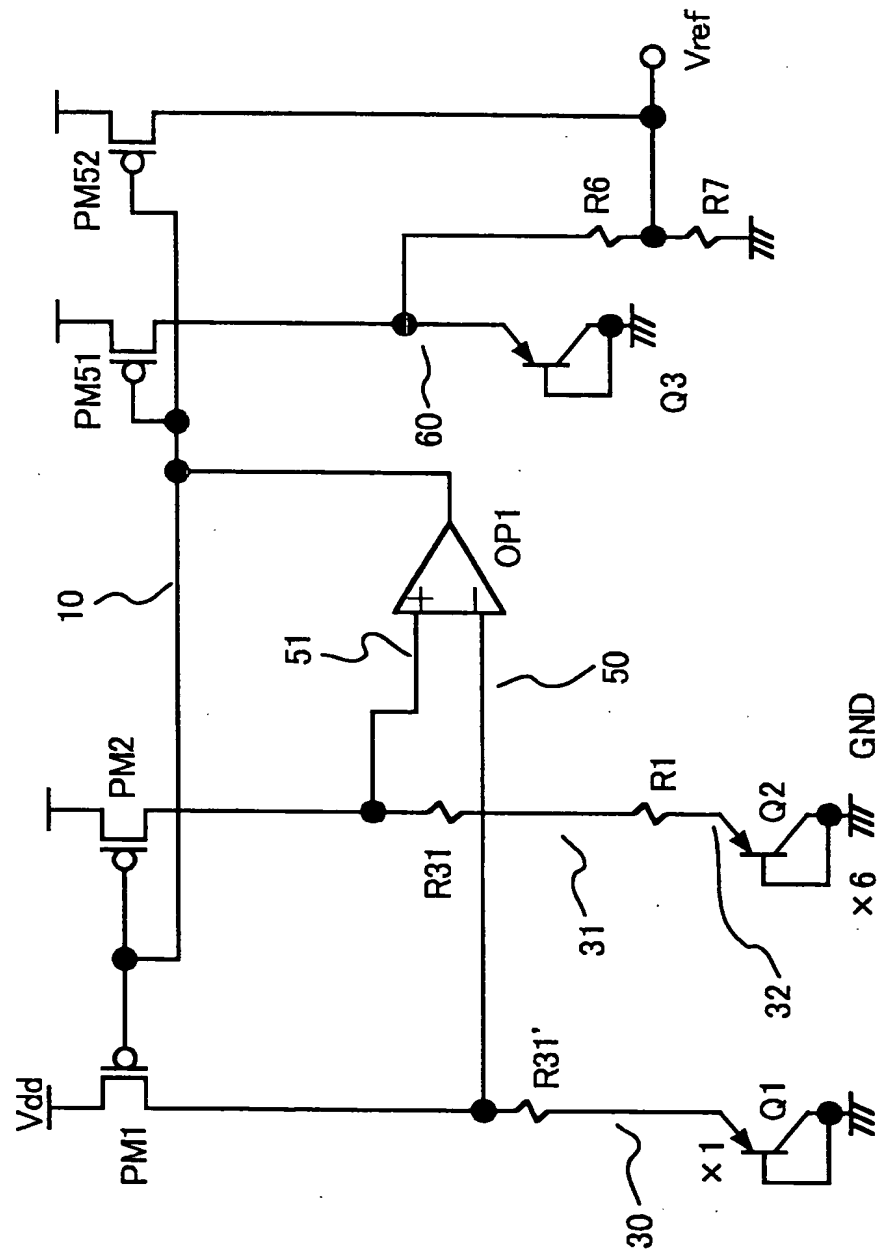 Vdd
PM1
PM2
10
PM51
PM52
51
50
OP1
60
Q3
R6
R7
Vref
R31'
R31
30
31
R1
32
×1
Q1
×6
Q2
GND